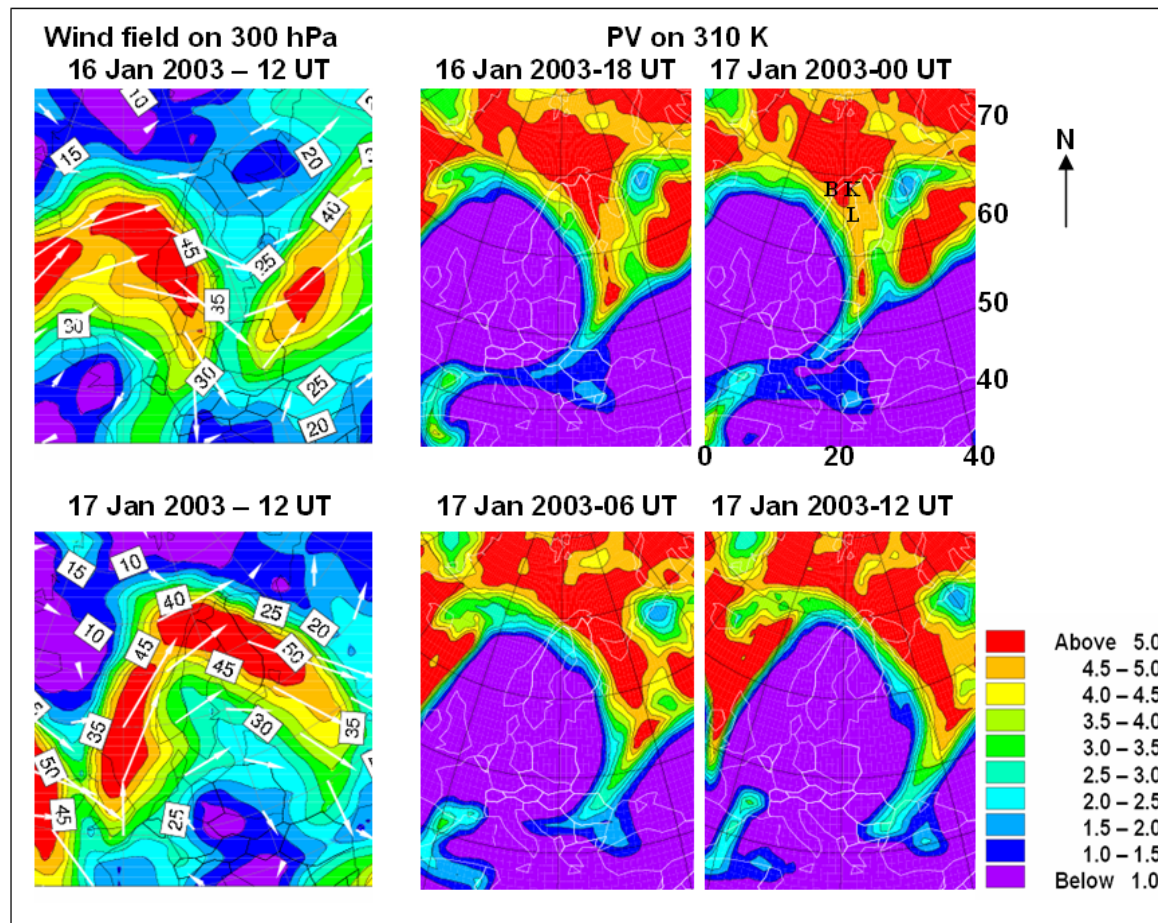 Wind field on 300 hPa
PV on 310 K
16 Jan 2003 – 12 UT
16 Jan 2003-18 UT
17 Jan 2003-00 UT
10
15
20
40
45
25
35
30
30
25
20
B K
L
70
60
50
40
0
20
40
N
17 Jan 2003 – 12 UT
17 Jan 2003-06 UT
17 Jan 2003-12 UT
15
10
40
25
20
10
45
50
45
35
30
35
50
45
25
Above 5.0
4.5 – 5.0
4.0 – 4.5
3.5 – 4.0
3.0 – 3.5
2.5 – 3.0
2.0 – 2.5
1.5 – 2.0
1.0 – 1.5
Below 1.0